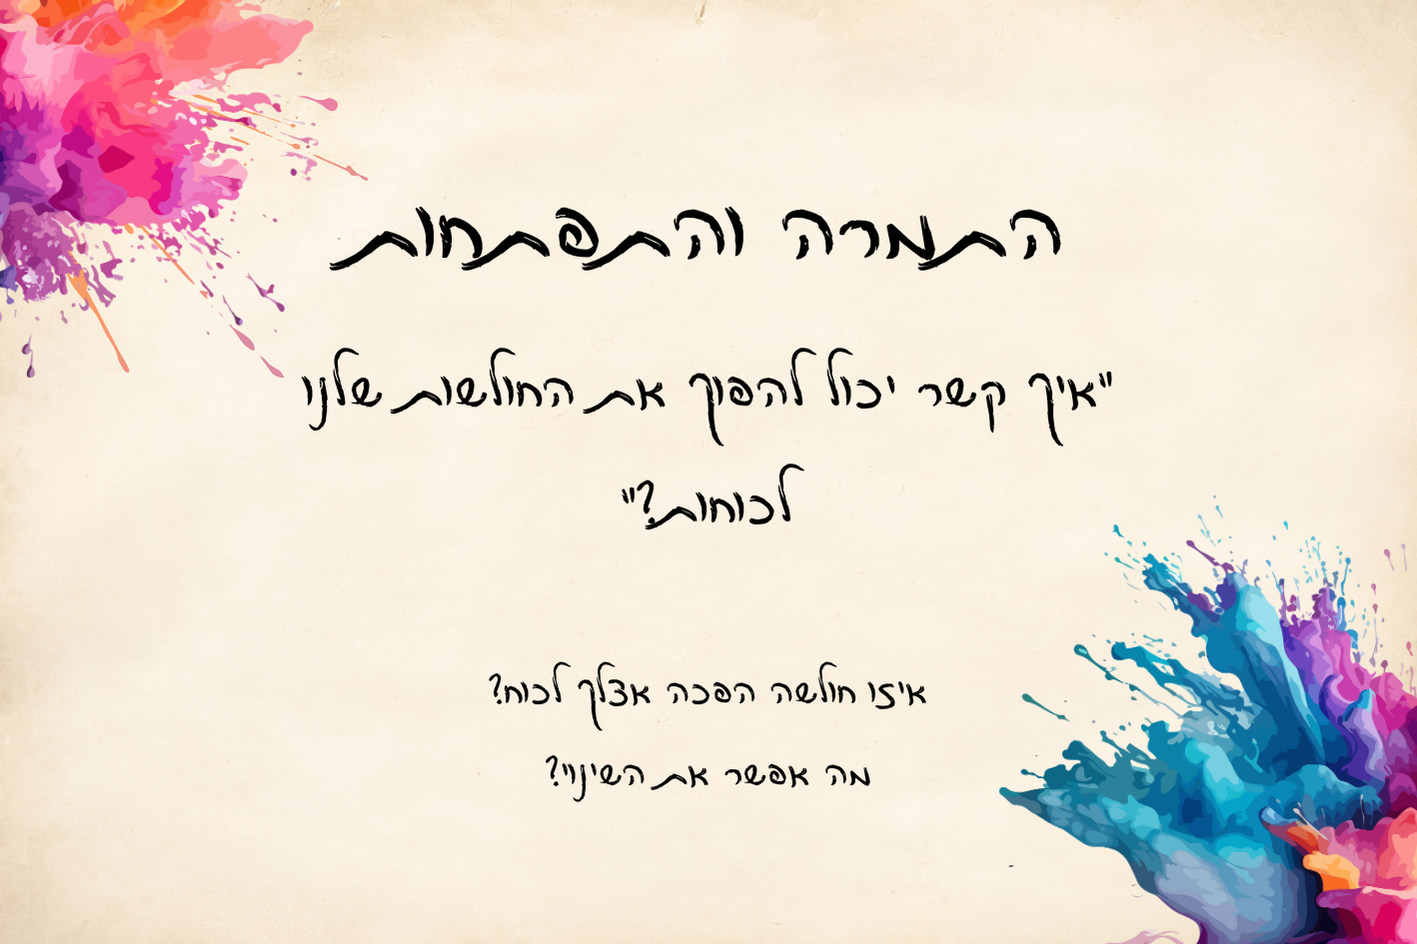 התמרה והתפתחות
"איך קשר יכול להפוך את החולשות שלנו
לכוחות?"
איזו חולשה הפכה אצלך לכוח?
מה אפשר את השינוי?